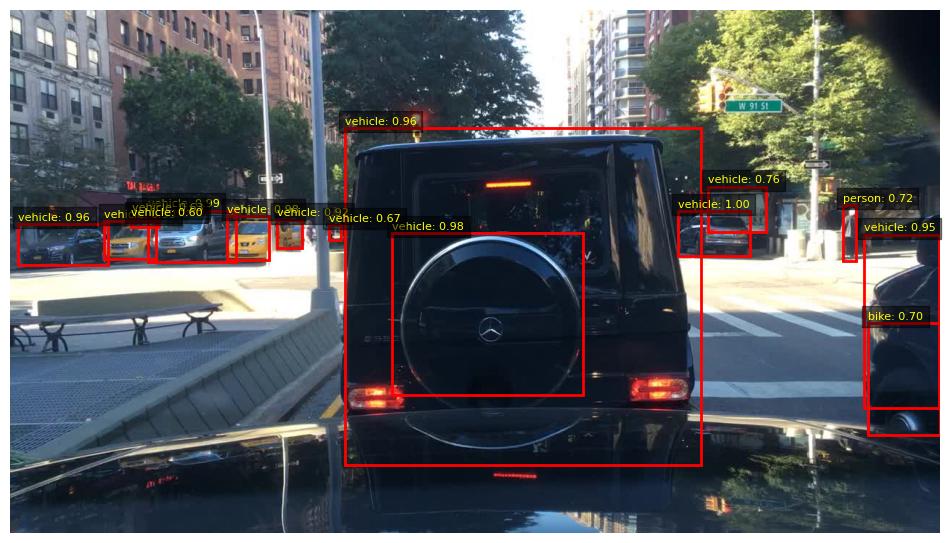 vehicle: 0.96
W 91 St
vehicle: 0.76
person: 0.72
vehicle: 1.00
vehicle: 0.96
vehicle: 0.60
vehicle: 0.67
vehicle: 0.98
vehicle: 0.95
bike: 0.70